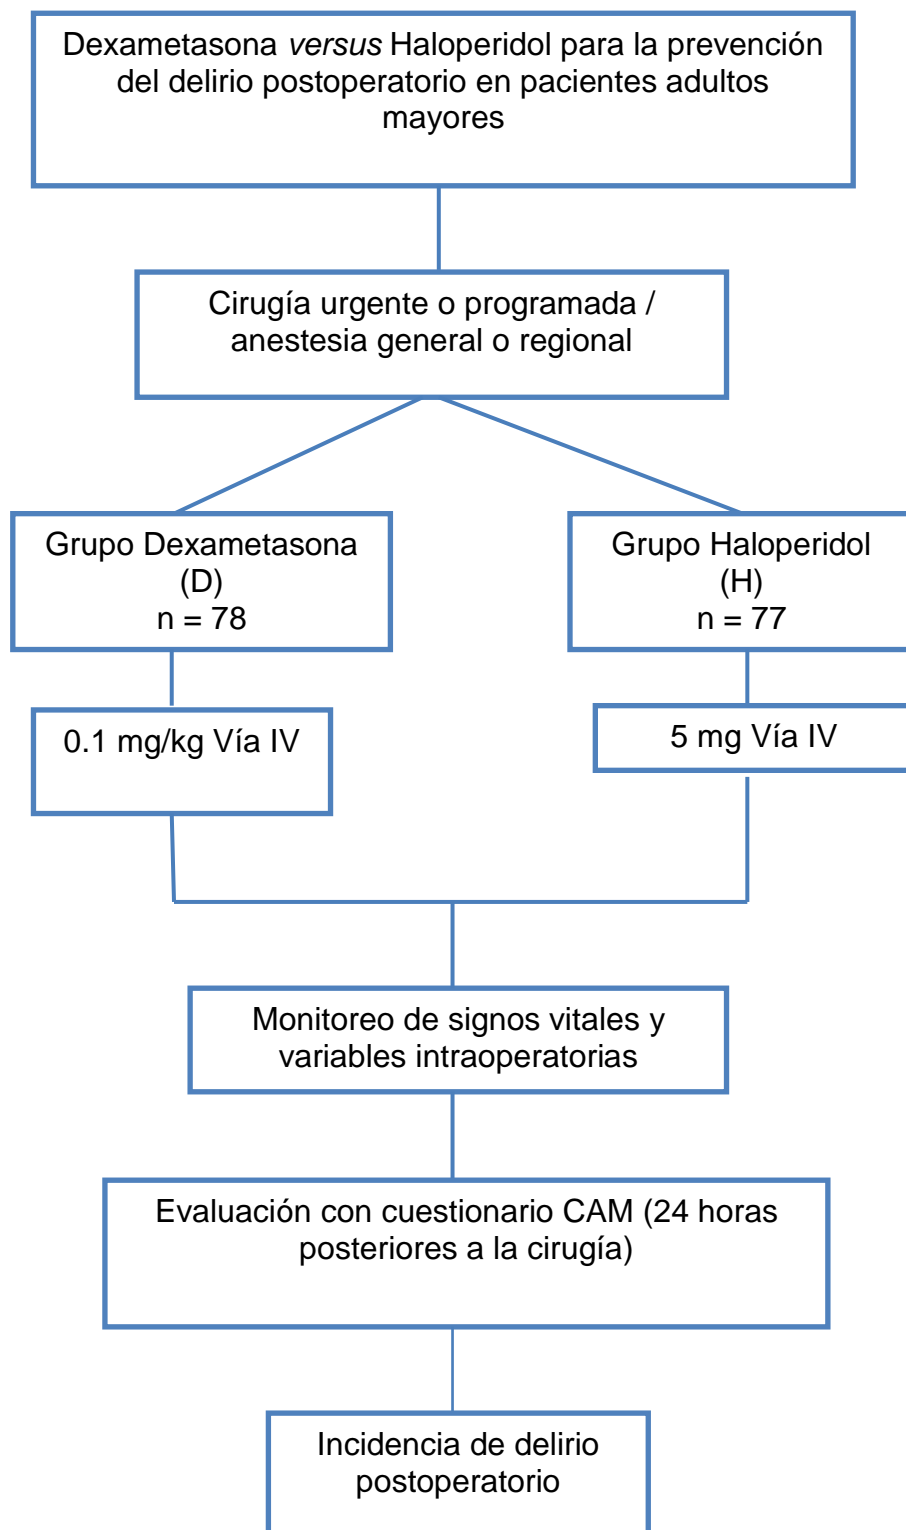 Dexametasona versus Haloperidol para la prevención
del delirio postoperatorio en pacientes adultos
mayores
Cirugía urgente o programada /
anestesia general o regional
Grupo Dexametasona
(D)
n = 78
Grupo Haloperidol
(H)
n = 77
0.1 mg/kg Vía IV
5 mg Vía IV
Monitoreo de signos vitales y
variables intraoperatorias
Evaluación con cuestionario CAM (24 horas
posteriores a la cirugía)
Incidencia de delirio
postoperatorio